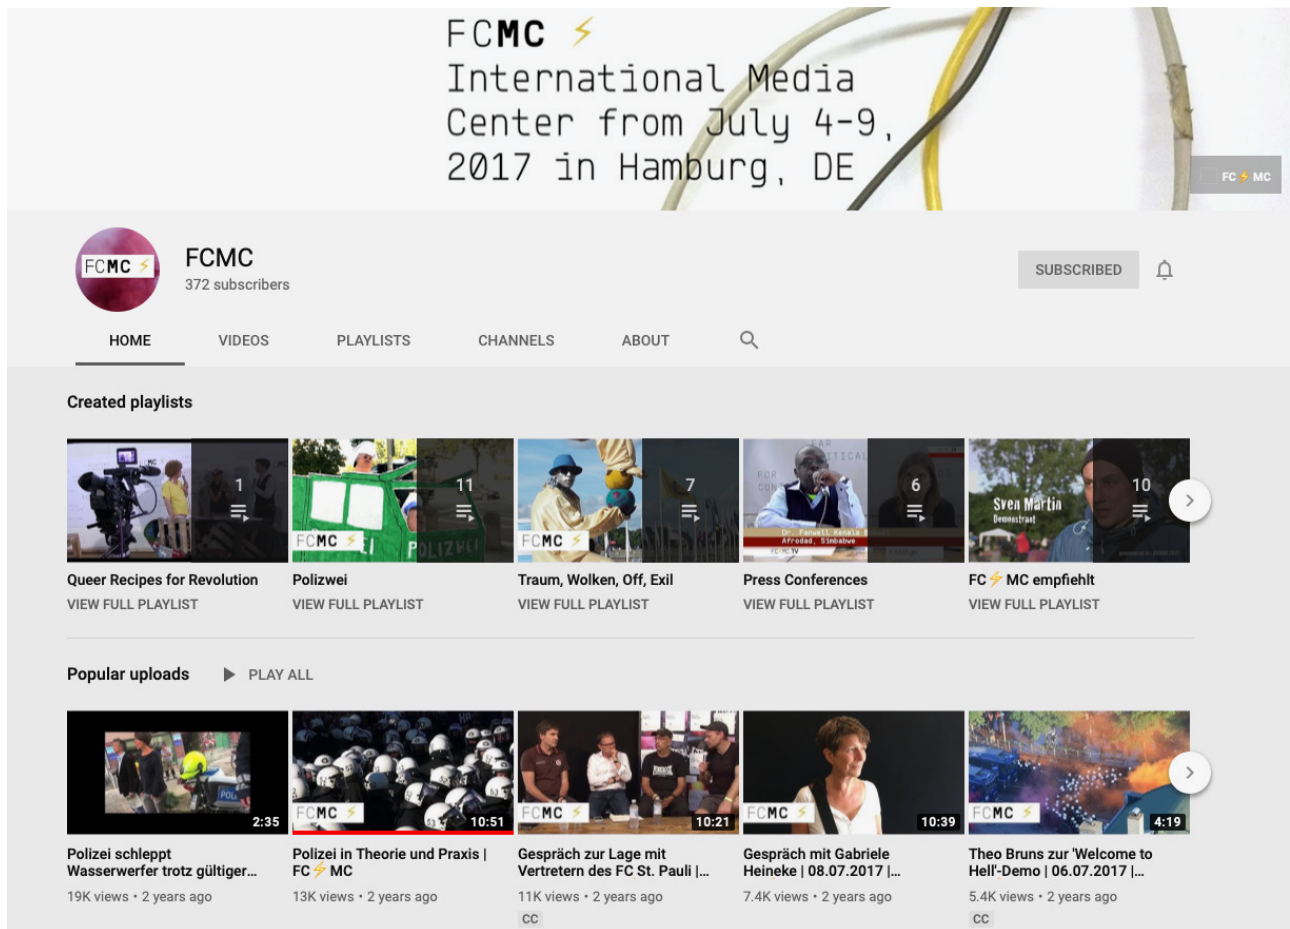 FCMC⚡
International Media
Center from July 4-9,
2017 in Hamburg, DE
FC⚡MC
FCMC⚡
FCMC
372 subscribers
SUBSCRIBED
HOME VIDEOS PLAYLISTS CHANNELS ABOUT
Created playlists
1
11
FCMC⚡
POLIZWEI
7
FCMC⚡
6
Afrodad, Simbabwe
FC·MC.TV
10
Sven Martin
Demonstrant
Queer Recipes for Revolution
VIEW FULL PLAYLIST
Polizwei
VIEW FULL PLAYLIST
Traum, Wolken, Off, Exil
VIEW FULL PLAYLIST
Press Conferences
VIEW FULL PLAYLIST
FC⚡MC empfiehlt
VIEW FULL PLAYLIST
Popular uploads PLAY ALL
2:35
FCMC⚡
10:51
FCMC⚡
10:21
FCMC⚡
10:39
FCMC⚡
4:19
Polizei schleppt
Wasserwerfer trotz gültiger...
19K views • 2 years ago
Polizei in Theorie und Praxis |
FC⚡MC
13K views • 2 years ago
Gespräch zur Lage mit
Vertretern des FC St. Pauli |...
11K views • 2 years ago
CC
Gespräch mit Gabriele
Heineke | 08.07.2017 |...
7.4K views • 2 years ago
Theo Bruns zur 'Welcome to
Hell'-Demo | 06.07.2017 |...
5.4K views • 2 years ago
CC